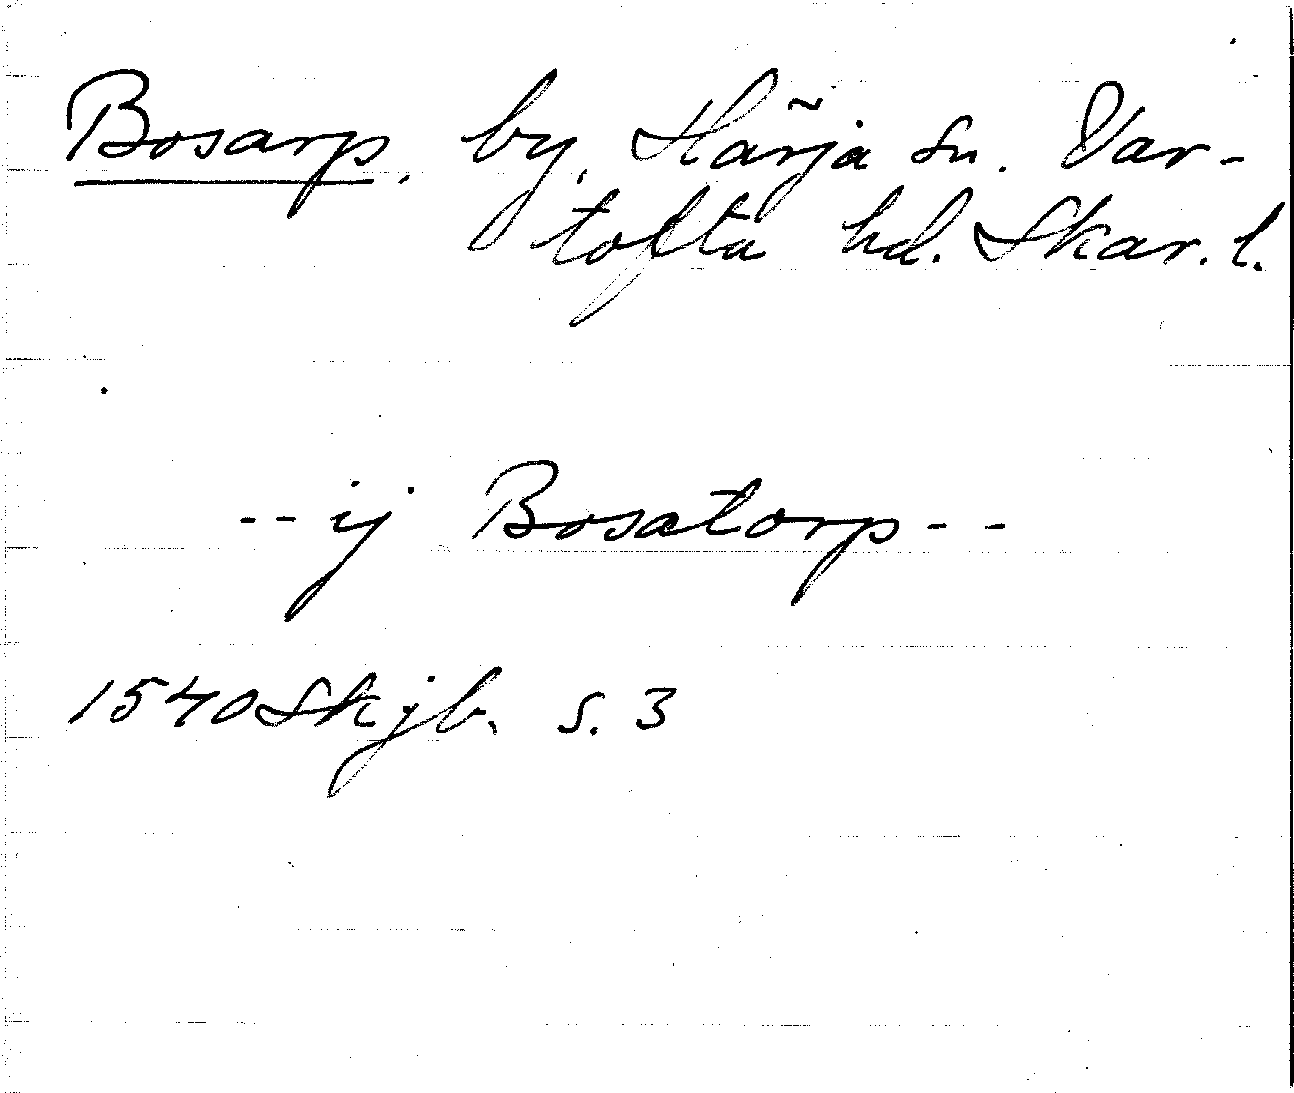 Bosarp, by, Härja sn. Var-
tofta hd. Skar. l.
-- ij Bosatorp --
1540 Skjb. s. 3